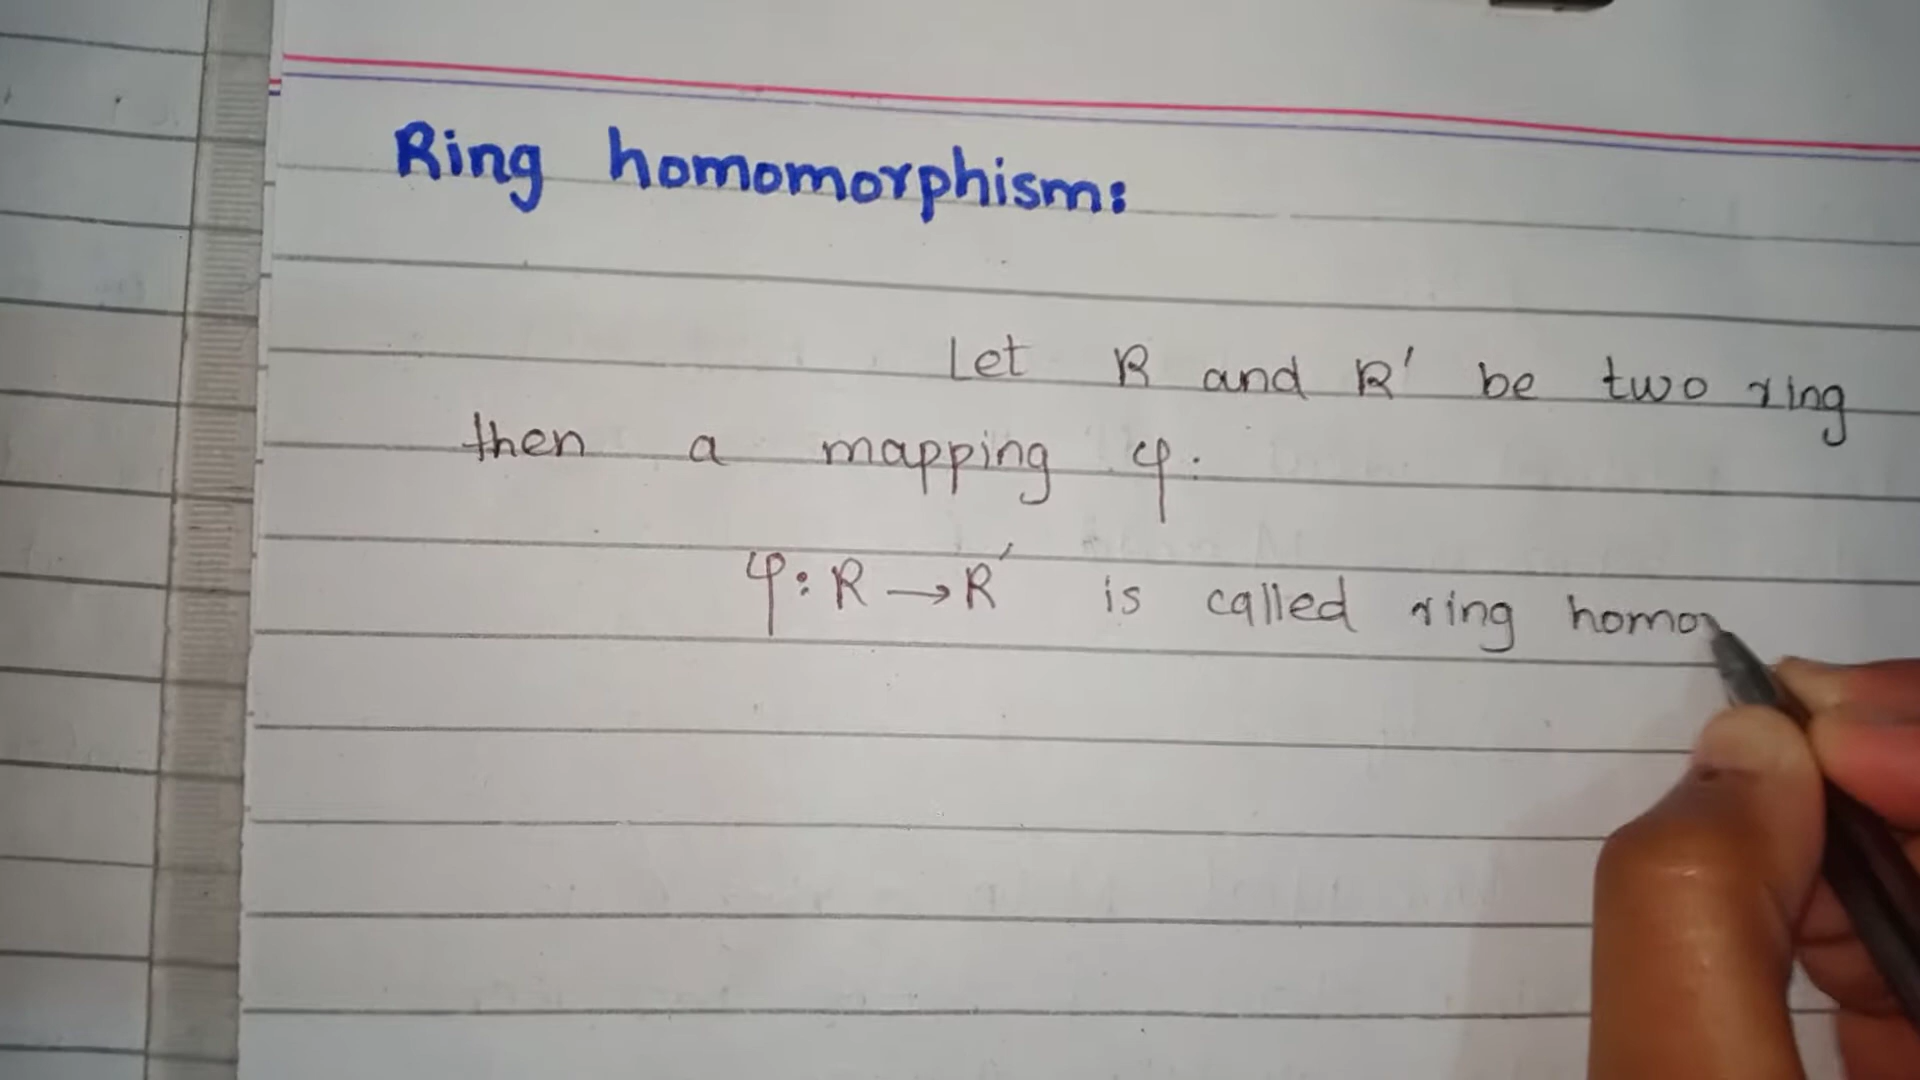 Ring homomorphism:
Let R and R' be two ring
then a mapping φ.
φ: R → R' is called ring homo